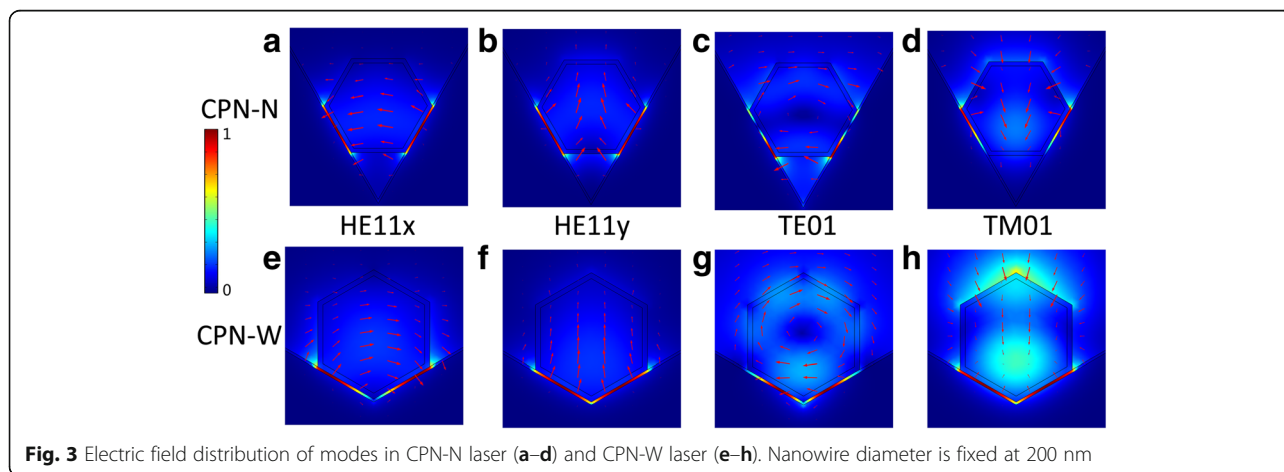 a
b
c
d
CPN-N
1
0
HE11x
HE11y
TE01
TM01
e
f
g
h
CPN-W
Fig. 3 Electric field distribution of modes in CPN-N laser (a–d) and CPN-W laser (e–h). Nanowire diameter is fixed at 200 nm